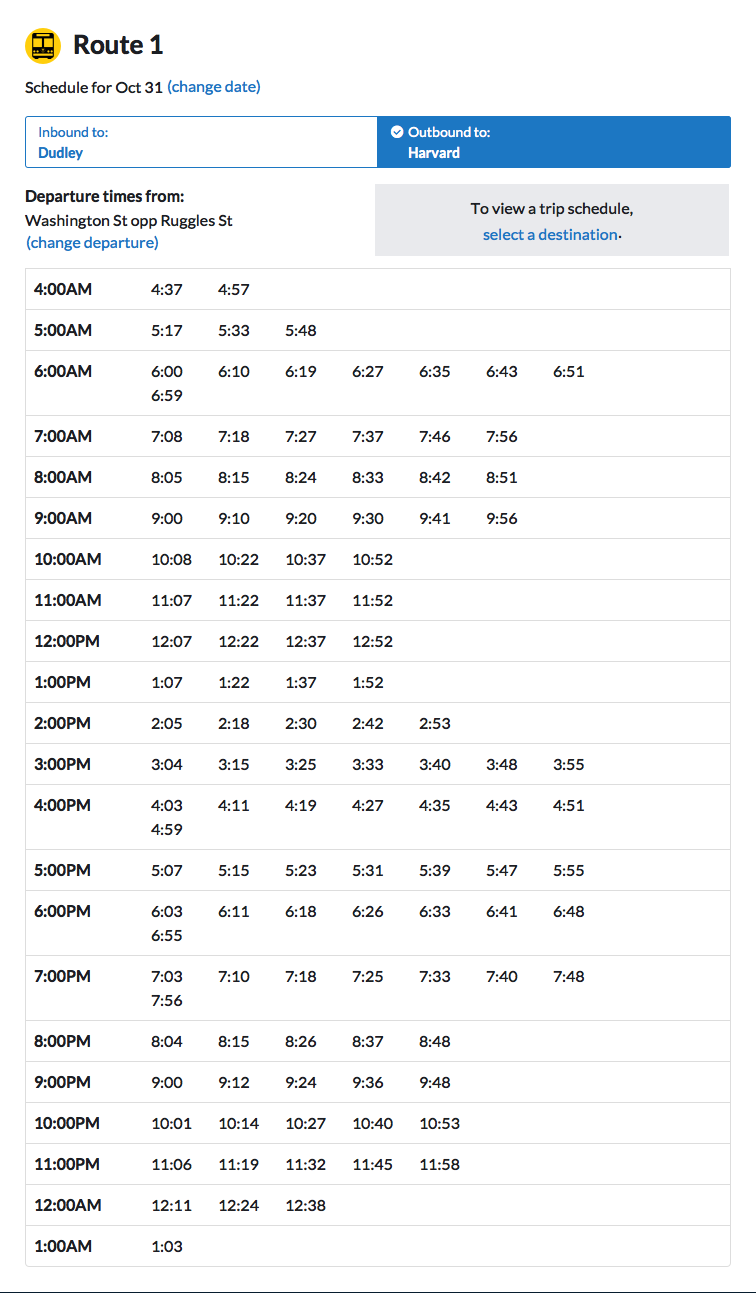 Route 1
Schedule for Oct 31 (change date)
Inbound to:
Dudley
Outbound to:
Harvard
Departure times from:
Washington St opp Ruggles St
(change departure)
To view a trip schedule,
select a destination.
4:00AM 4:37 4:57
5:00AM 5:17 5:33 5:48
6:00AM 6:00 6:10 6:19 6:27 6:35 6:43 6:51
6:59
7:00AM 7:08 7:18 7:27 7:37 7:46 7:56
8:00AM 8:05 8:15 8:24 8:33 8:42 8:51
9:00AM 9:00 9:10 9:20 9:30 9:41 9:56
10:00AM 10:08 10:22 10:37 10:52
11:00AM 11:07 11:22 11:37 11:52
12:00PM 12:07 12:22 12:37 12:52
1:00PM 1:07 1:22 1:37 1:52
2:00PM 2:05 2:18 2:30 2:42 2:53
3:00PM 3:04 3:15 3:25 3:33 3:40 3:48 3:55
4:00PM 4:03 4:11 4:19 4:27 4:35 4:43 4:51
4:59
5:00PM 5:07 5:15 5:23 5:31 5:39 5:47 5:55
6:00PM 6:03 6:11 6:18 6:26 6:33 6:41 6:48
6:55
7:00PM 7:03 7:10 7:18 7:25 7:33 7:40 7:48
7:56
8:00PM 8:04 8:15 8:26 8:37 8:48
9:00PM 9:00 9:12 9:24 9:36 9:48
10:00PM 10:01 10:14 10:27 10:40 10:53
11:00PM 11:06 11:19 11:32 11:45 11:58
12:00AM 12:11 12:24 12:38
1:00AM 1:03